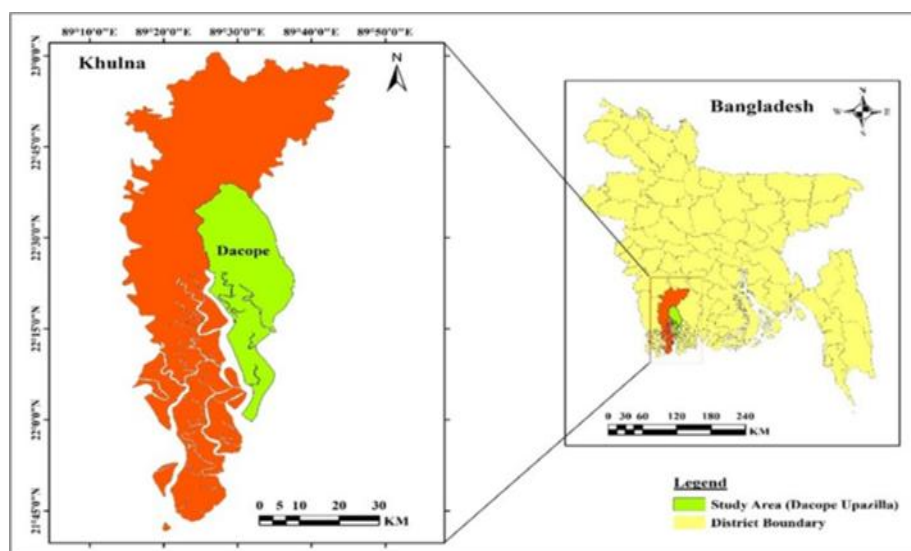 89°10'0"E 89°20'0"E 89°30'0"E 89°40'0"E 89°50'0"E
Khulna
N
23°0'0"N
22°45'0"N
22°30'0"N
22°15'0"N
22°0'0"N
21°45'0"N
Dacope
0 5 10 20 30
KM
Bangladesh
N
W E
S
0 30 60 120 180 240
KM
Legend
Study Area (Dacope Upazilla)
District Boundary